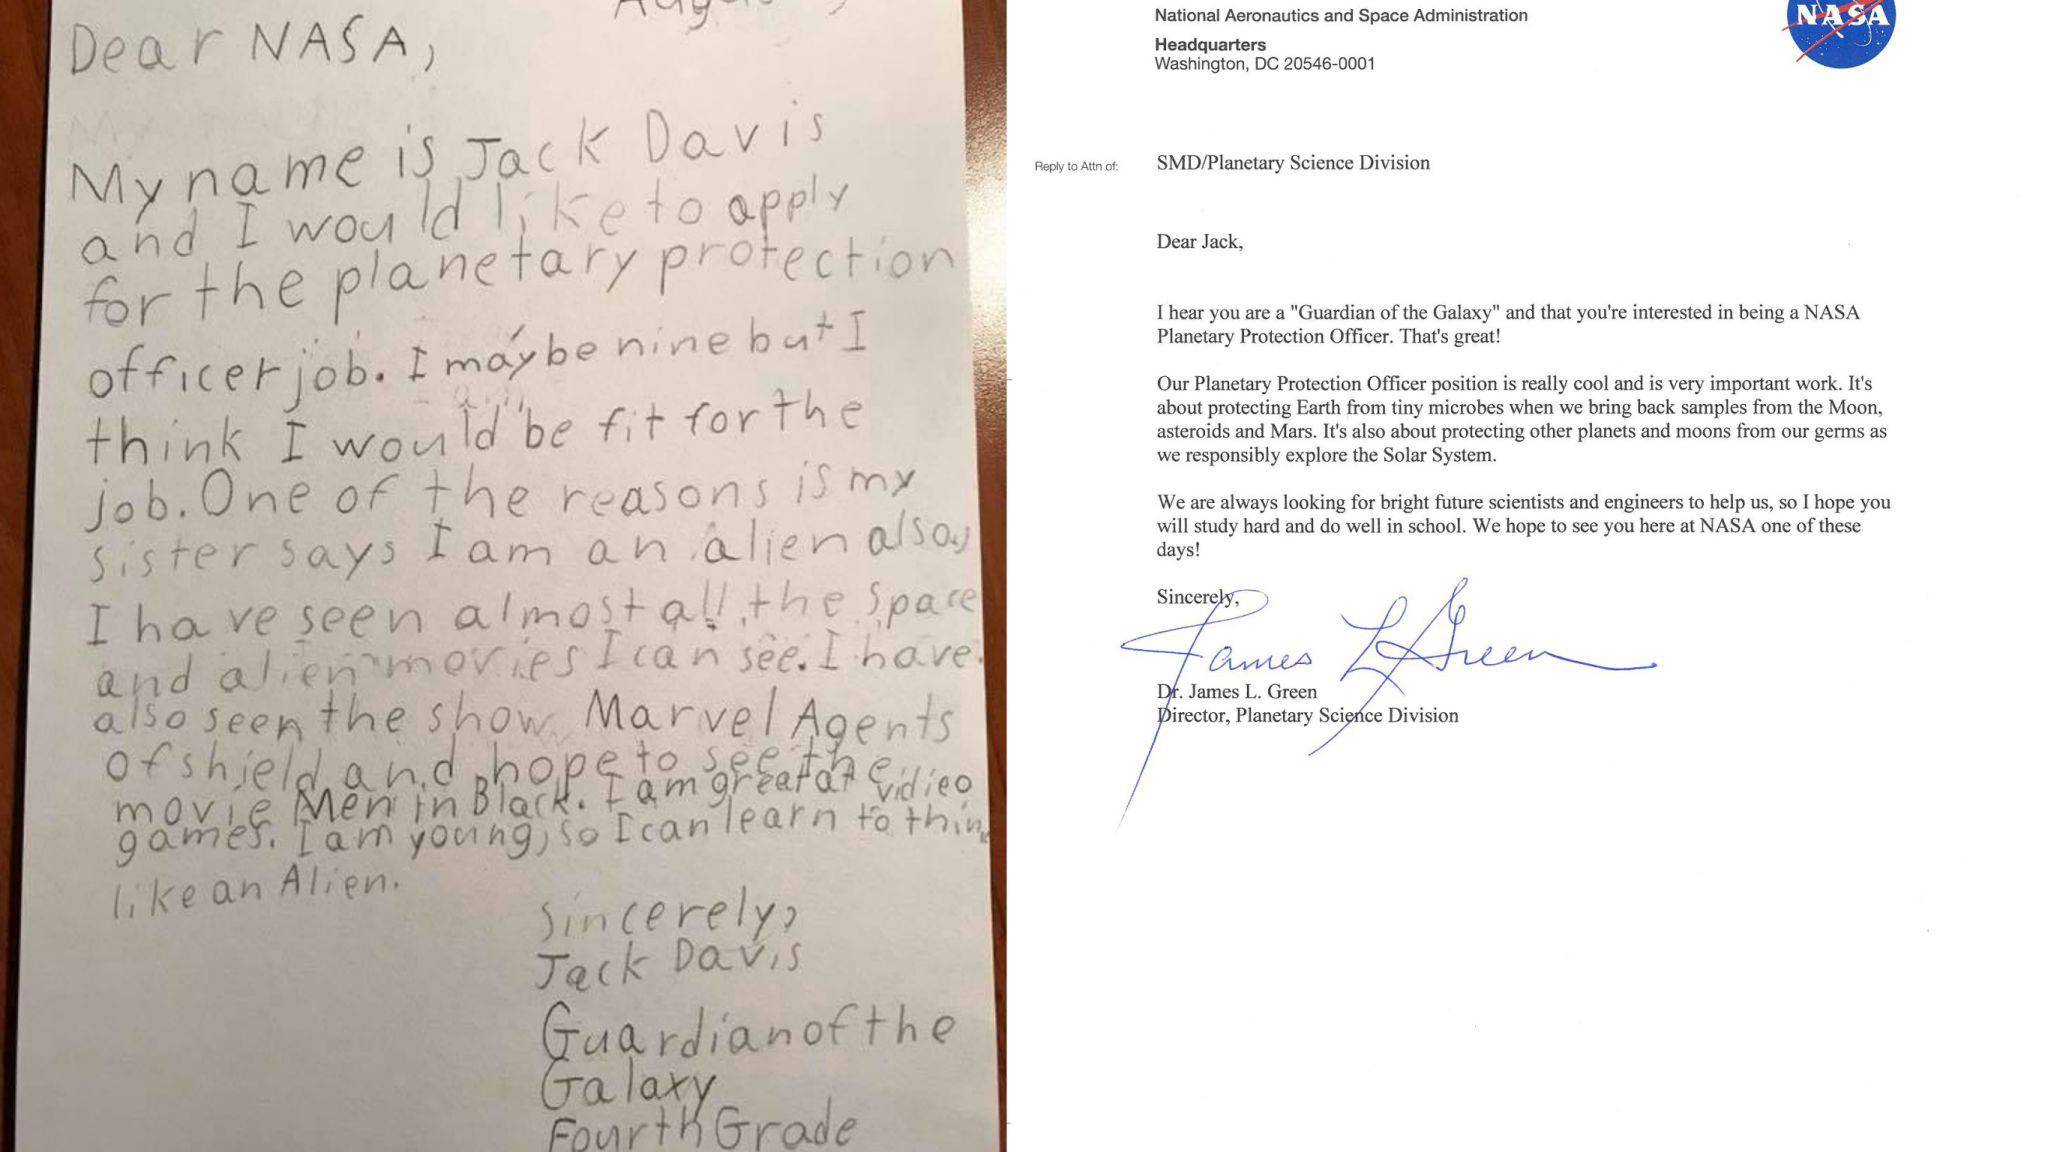 Dear NASA,
My name is Jack Davis
and I would like to apply
for the planetary protection
officer job. I may be nine but I
think I would be fit for the
job. One of the reasons is my
sister says I am an alien also,
I have seen almost all the space
and alien movies I can see. I have
also seen the show Marvel Agents
of shield and hope to see the
movie Men in Black. I am great at vidieo
games. I am young, so I can learn to think
like an Alien.
Sincerely,
Jack Davis
Guardian of the
Galaxy
Fourth Grade
National Aeronautics and Space Administration
Headquarters
Washington, DC 20546-0001
NASA
Reply to Attn of: SMD/Planetary Science Division
Dear Jack,
I hear you are a "Guardian of the Galaxy" and that you're interested in being a NASA
Planetary Protection Officer. That's great!
Our Planetary Protection Officer position is really cool and is very important work. It's
about protecting Earth from tiny microbes when we bring back samples from the Moon,
asteroids and Mars. It's also about protecting other planets and moons from our germs as
we responsibly explore the Solar System.
We are always looking for bright future scientists and engineers to help us, so I hope you
will study hard and do well in school. We hope to see you here at NASA one of these
days!
Sincerely,
James L Green
Dr. James L. Green
Director, Planetary Science Division